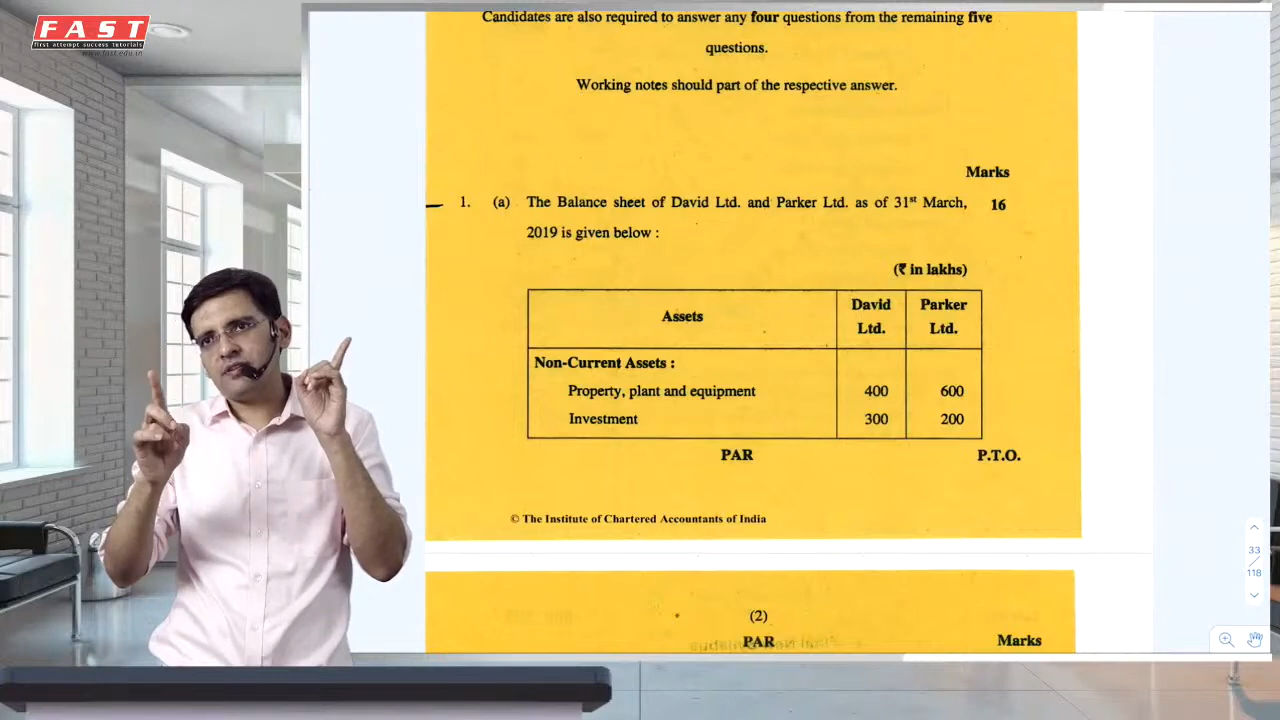 FAST
first attempt success tutorials
www.fast.edu.in
Candidates are also required to answer any four questions from the remaining five
questions.
Working notes should part of the respective answer.
Marks
1. (a) The Balance sheet of David Ltd. and Parker Ltd. as of 31st March, 16
2019 is given below :
(₹ in lakhs)
Assets David Ltd. Parker Ltd.
Non-Current Assets :
Property, plant and equipment 400 600
Investment 300 200
PAR P.T.O.
© The Institute of Chartered Accountants of India
33
118
(2)
PAR Marks